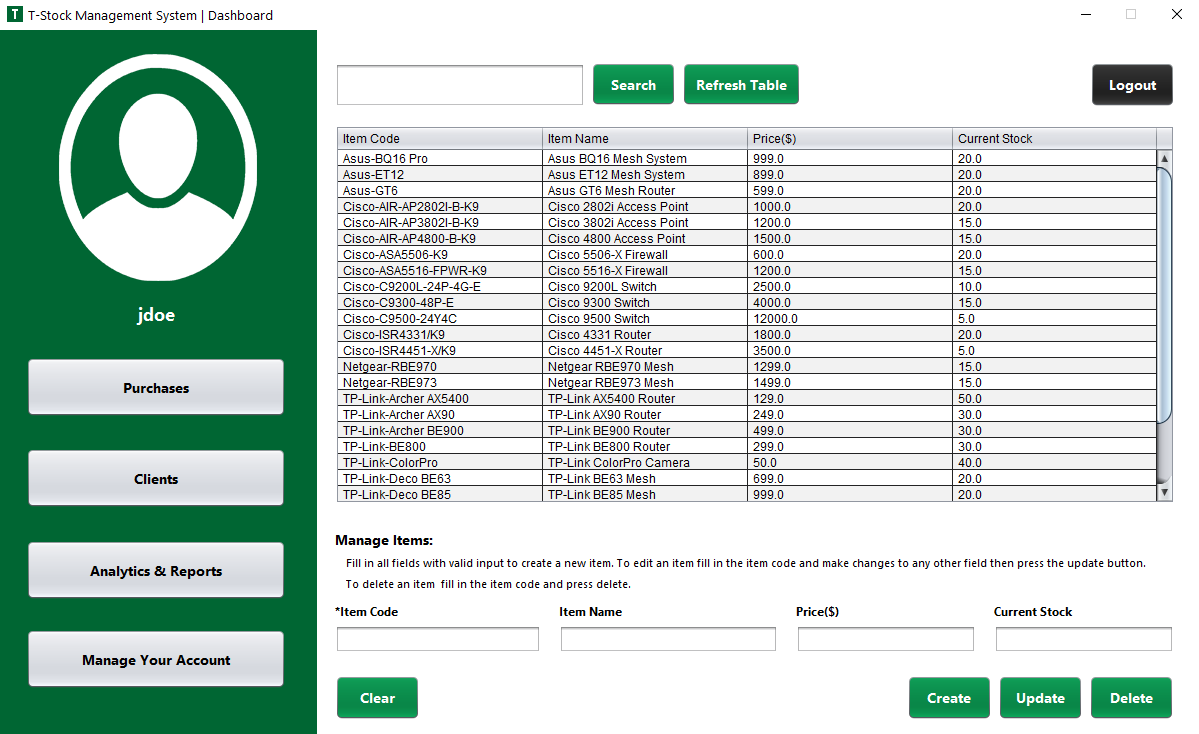 T T-Stock Management System | Dashboard
jdoe
Purchases
Clients
Analytics & Reports
Manage Your Account
Search Refresh Table Logout
Item Code Item Name Price($) Current Stock
Asus-BQ16 Pro Asus BQ16 Mesh System 999.0 20.0
Asus-ET12 Asus ET12 Mesh System 899.0 20.0
Asus-GT6 Asus GT6 Mesh Router 599.0 20.0
Cisco-AIR-AP2802I-B-K9 Cisco 2802i Access Point 1000.0 20.0
Cisco-AIR-AP3802I-B-K9 Cisco 3802i Access Point 1200.0 15.0
Cisco-AIR-AP4800-B-K9 Cisco 4800 Access Point 1500.0 15.0
Cisco-ASA5506-K9 Cisco 5506-X Firewall 600.0 20.0
Cisco-ASA5516-FPWR-K9 Cisco 5516-X Firewall 1200.0 15.0
Cisco-C9200L-24P-4G-E Cisco 9200L Switch 2500.0 10.0
Cisco-C9300-48P-E Cisco 9300 Switch 4000.0 15.0
Cisco-C9500-24Y4C Cisco 9500 Switch 12000.0 5.0
Cisco-ISR4331/K9 Cisco 4331 Router 1800.0 20.0
Cisco-ISR4451-X/K9 Cisco 4451-X Router 3500.0 5.0
Netgear-RBE970 Netgear RBE970 Mesh 1299.0 15.0
Netgear-RBE973 Netgear RBE973 Mesh 1499.0 15.0
TP-Link-Archer AX5400 TP-Link AX5400 Router 129.0 50.0
TP-Link-Archer AX90 TP-Link AX90 Router 249.0 30.0
TP-Link-Archer BE900 TP-Link BE900 Router 499.0 30.0
TP-Link-BE800 TP-Link BE800 Router 299.0 30.0
TP-Link-ColorPro TP-Link ColorPro Camera 50.0 40.0
TP-Link-Deco BE63 TP-Link BE63 Mesh 699.0 20.0
TP-Link-Deco BE85 TP-Link BE85 Mesh 999.0 20.0
Manage Items:
Fill in all fields with valid input to create a new item. To edit an item fill in the item code and make changes to any other field then press the update button.
To delete an item fill in the item code and press delete.
*Item Code Item Name Price($) Current Stock
Clear Create Update Delete